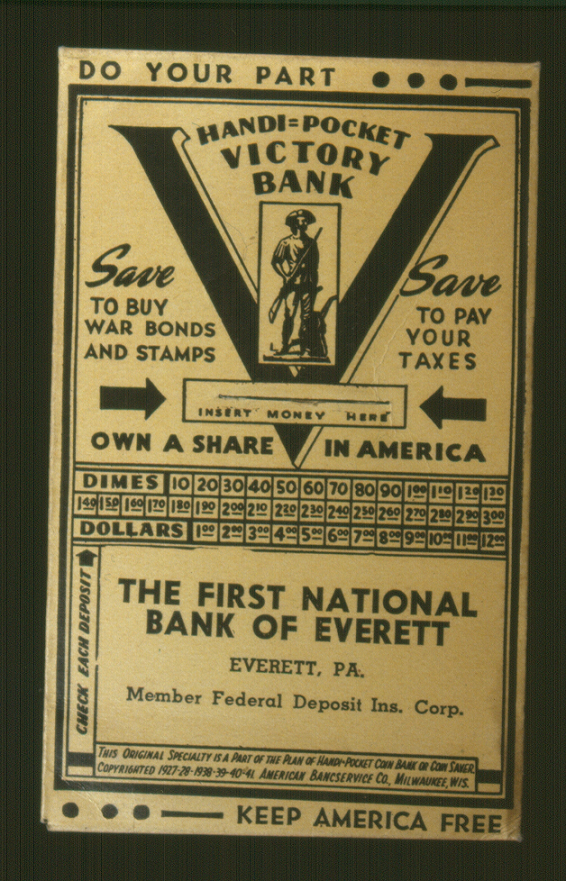 DO YOUR PART
HANDI=POCKET
VICTORY
BANK
Save
TO BUY
WAR BONDS
AND STAMPS
Save
TO PAY
YOUR
TAXES
INSERT MONEY HERE
OWN A SHARE IN AMERICA
DIMES 10 20 30 40 50 60 70 80 90 100 110 120 130
140 150 160 170 180 190 200 210 220 230 240 250 260 270 280 290 300
DOLLARS 100 200 300 400 500 600 700 800 900 1000 1100 1200
CHECK EACH DEPOSIT
THE FIRST NATIONAL
BANK OF EVERETT
EVERETT, PA.
Member Federal Deposit Ins. Corp.
THIS ORIGINAL SPECIALTY IS A PART OF THE PLAN OF HANDI-POCKET COIN BANK OR COIN SAVER
COPYRIGHTED 1927-28-1938-39-40-41 AMERICAN BANCSERVICE CO., MILWAUKEE, WIS.
KEEP AMERICA FREE